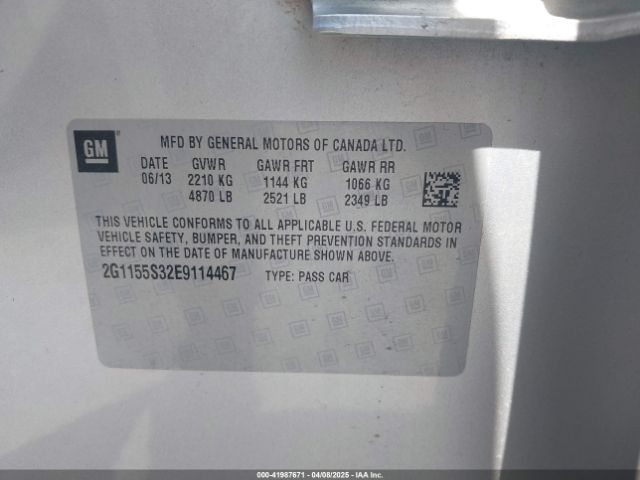 GM
MFD BY GENERAL MOTORS OF CANADA LTD.
DATE GVWR GAWR FRT GAWR RR
06/13 2210 KG 1144 KG 1066 KG
4870 LB 2521 LB 2349 LB
THIS VEHICLE CONFORMS TO ALL APPLICABLE U.S. FEDERAL MOTOR
VEHICLE SAFETY, BUMPER, AND THEFT PREVENTION STANDARDS IN
EFFECT ON THE DATE OF MANUFACTURE SHOWN ABOVE.
2G1155S32E9114467 TYPE: PASS CAR
000-41987671 - 04/08/2025 - IAA Inc.